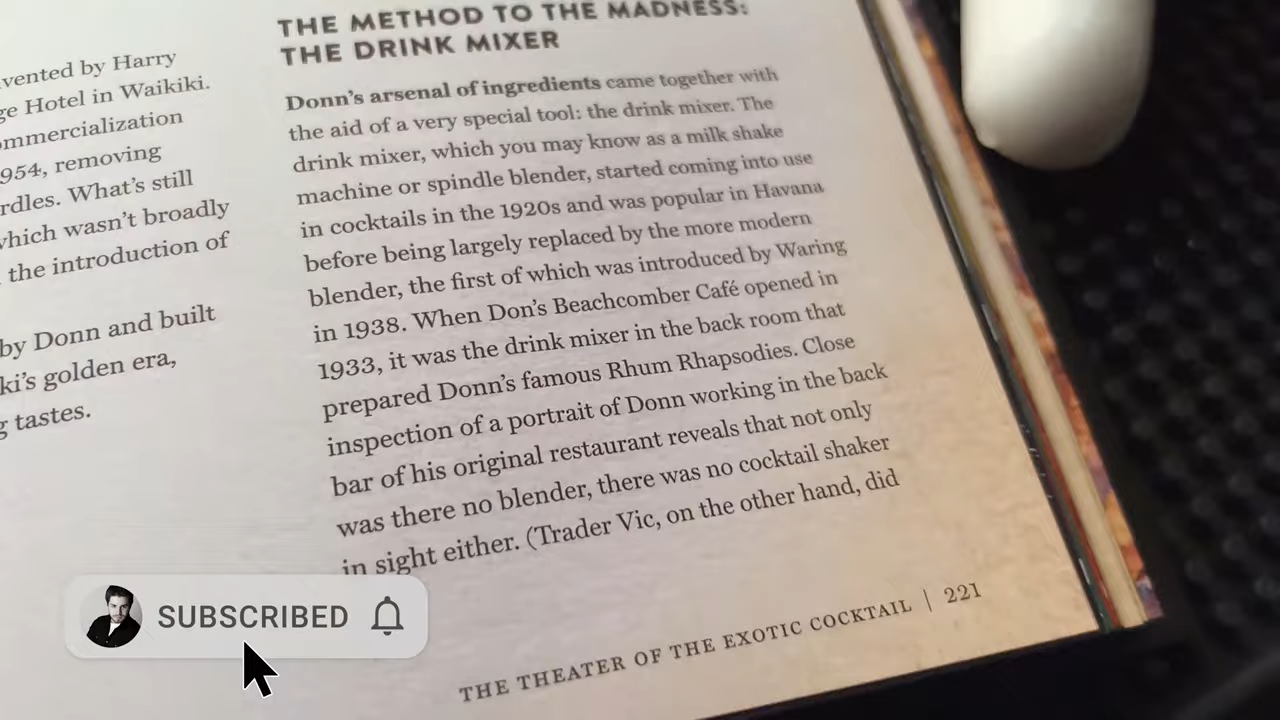 vented by Harry
ge Hotel in Waikiki.
ommercialization
954, removing
rdles. What's still
which wasn't broadly
the introduction of
by Donn and built
ki's golden era,
g tastes.
THE METHOD TO THE MADNESS:
THE DRINK MIXER
Donn's arsenal of ingredients came together with
the aid of a very special tool: the drink mixer. The
drink mixer, which you may know as a milk shake
machine or spindle blender, started coming into use
in cocktails in the 1920s and was popular in Havana
before being largely replaced by the more modern
blender, the first of which was introduced by Waring
in 1938. When Don's Beachcomber Café opened in
1933, it was the drink mixer in the back room that
prepared Donn's famous Rhum Rhapsodies. Close
inspection of a portrait of Donn working in the back
bar of his original restaurant reveals that not only
was there no blender, there was no cocktail shaker
in sight either. (Trader Vic, on the other hand, did
THE THEATER OF THE EXOTIC COCKTAIL | 221
SUBSCRIBED